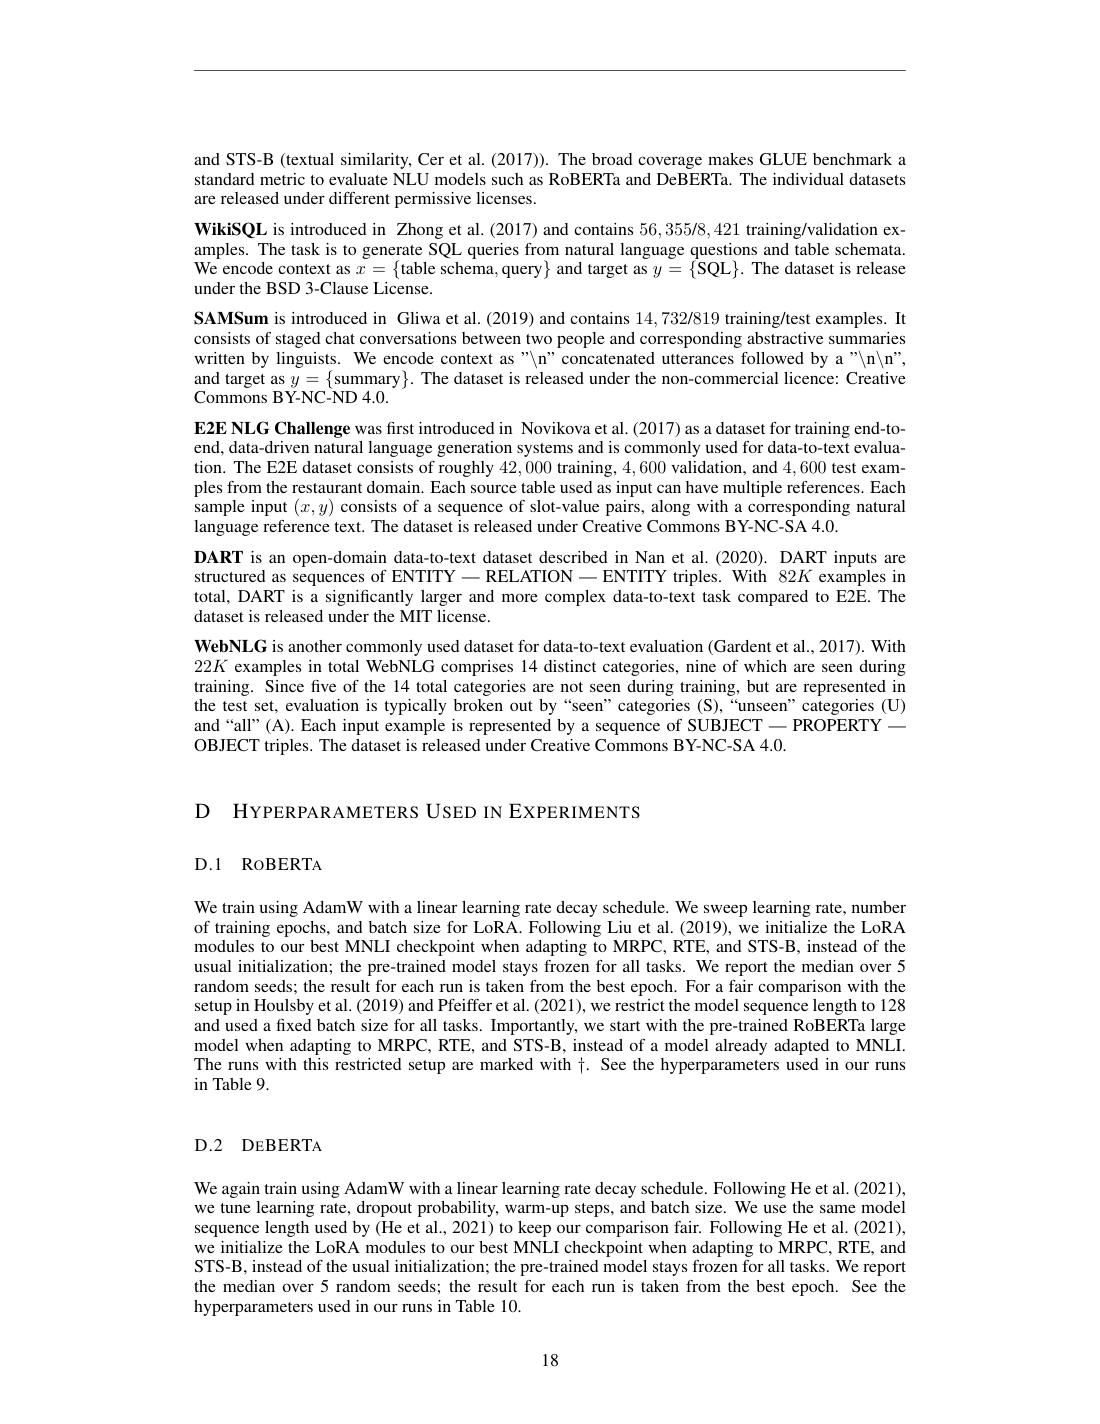 and STS-B (textual similarity, Cer et al. (2017)). The broad coverage makes GLUE benchmark a
standard metric to evaluate NLU models such as RoBERTa and DeBERTa. The individual datasets
are released under different permissive licenses.
WikiSQL is introduced in Zhong et al. (2017) and contains 56, 355/8, 421 training/validation ex-
amples. The task is to generate SQL queries from natural language questions and table schemata.
We encode context as x = {table schema, query} and target as y = {SQL}. The dataset is release
under the BSD 3-Clause License.
SAMSum is introduced in Gliwa et al. (2019) and contains 14, 732/819 training/test examples. It
consists of staged chat conversations between two people and corresponding abstractive summaries
written by linguists. We encode context as ”\n” concatenated utterances followed by a ”\n\n”,
and target as y = {summary}. The dataset is released under the non-commercial licence: Creative
Commons BY-NC-ND 4.0.
E2E NLG Challenge was first introduced in Novikova et al. (2017) as a dataset for training end-to-
end, data-driven natural language generation systems and is commonly used for data-to-text evalua-
tion. The E2E dataset consists of roughly 42, 000 training, 4, 600 validation, and 4, 600 test exam-
ples from the restaurant domain. Each source table used as input can have multiple references. Each
sample input (x, y) consists of a sequence of slot-value pairs, along with a corresponding natural
language reference text. The dataset is released under Creative Commons BY-NC-SA 4.0.
DART is an open-domain data-to-text dataset described in Nan et al. (2020). DART inputs are
structured as sequences of ENTITY — RELATION — ENTITY triples. With 82K examples in
total, DART is a significantly larger and more complex data-to-text task compared to E2E. The
dataset is released under the MIT license.
WebNLG is another commonly used dataset for data-to-text evaluation (Gardent et al., 2017). With
22K examples in total WebNLG comprises 14 distinct categories, nine of which are seen during
training. Since five of the 14 total categories are not seen during training, but are represented in
the test set, evaluation is typically broken out by “seen” categories (S), “unseen” categories (U)
and “all” (A). Each input example is represented by a sequence of SUBJECT — PROPERTY —
OBJECT triples. The dataset is released under Creative Commons BY-NC-SA 4.0.
D HYPERPARAMETERS USED IN EXPERIMENTS
D.1 ROBERTA
We train using AdamW with a linear learning rate decay schedule. We sweep learning rate, number
of training epochs, and batch size for LoRA. Following Liu et al. (2019), we initialize the LoRA
modules to our best MNLI checkpoint when adapting to MRPC, RTE, and STS-B, instead of the
usual initialization; the pre-trained model stays frozen for all tasks. We report the median over 5
random seeds; the result for each run is taken from the best epoch. For a fair comparison with the
setup in Houlsby et al. (2019) and Pfeiffer et al. (2021), we restrict the model sequence length to 128
and used a fixed batch size for all tasks. Importantly, we start with the pre-trained RoBERTa large
model when adapting to MRPC, RTE, and STS-B, instead of a model already adapted to MNLI.
The runs with this restricted setup are marked with †. See the hyperparameters used in our runs
in Table 9.
D.2 DEBERTA
We again train using AdamW with a linear learning rate decay schedule. Following He et al. (2021),
we tune learning rate, dropout probability, warm-up steps, and batch size. We use the same model
sequence length used by (He et al., 2021) to keep our comparison fair. Following He et al. (2021),
we initialize the LoRA modules to our best MNLI checkpoint when adapting to MRPC, RTE, and
STS-B, instead of the usual initialization; the pre-trained model stays frozen for all tasks. We report
the median over 5 random seeds; the result for each run is taken from the best epoch. See the
hyperparameters used in our runs in Table 10.
18